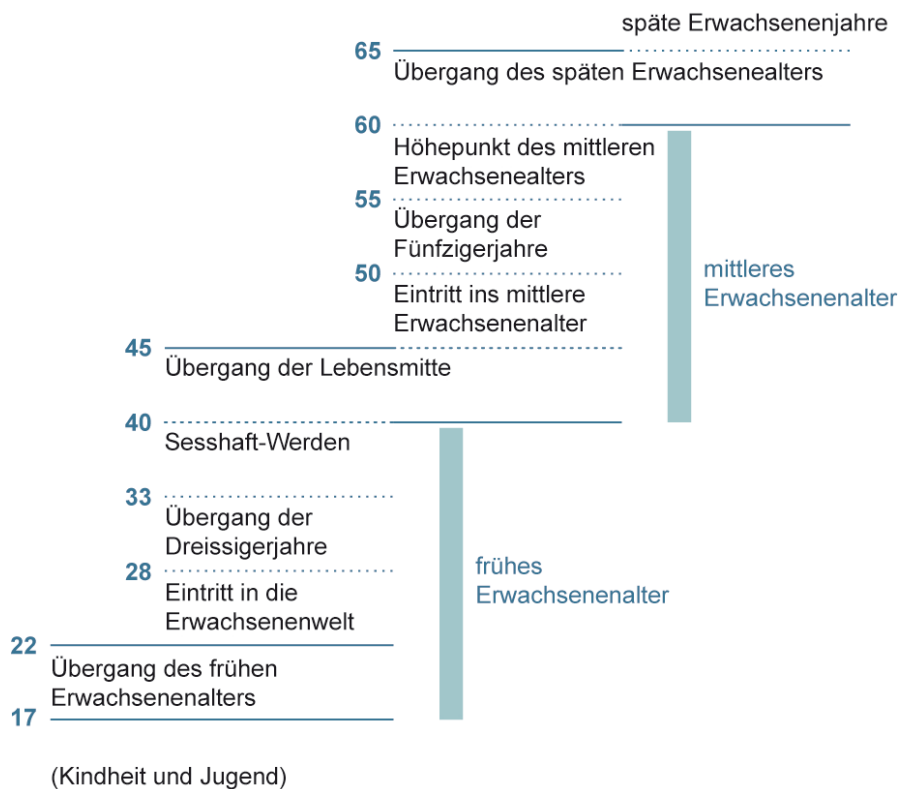 späte Erwachsenenjahre
65
Übergang des späten Erwachsenealters
60
Höhepunkt des mittleren
Erwachsenealters
55
Übergang der
Fünfzigerjahre
50
Eintritt ins mittlere
Erwachsenenalter
mittleres
Erwachsenenalter
45
Übergang der Lebensmitte
40
Sesshaft-Werden
33
Übergang der
Dreissigerjahre
28
Eintritt in die
Erwachsenenwelt
frühes
Erwachsenenalter
22
Übergang des frühen
Erwachsenenalters
17
(Kindheit und Jugend)